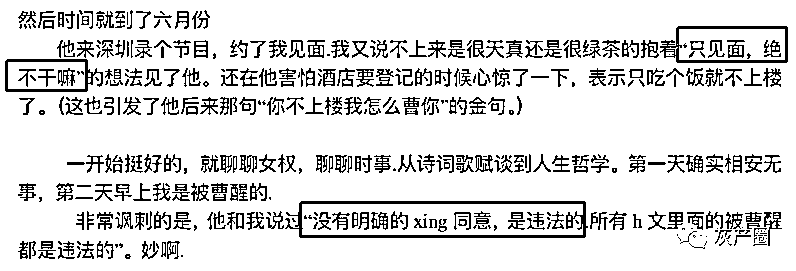 然后时间就到了六月份
他来深圳录个节目，约了我见面.我又说不上来是很天真还是很绿茶的抱着“只见面，绝
不干嘛”的想法见了他。还在他害怕酒店要登记的时候心惊了一下，表示只吃个饭就不上楼
了。（这也引发了他后来那句“你不上楼我怎么曹你”的金句。）
一开始挺好的，就聊聊女权，聊聊时事.从诗词歌赋谈到人生哲学。第一天确实相安无
事，第二天早上我是被曹醒的.
非常讽刺的是，他和我说过“没有明确的 xing 同意，是违法的.所有 h 文里面的被曹醒
都是违法的”。妙啊.
灰产圈